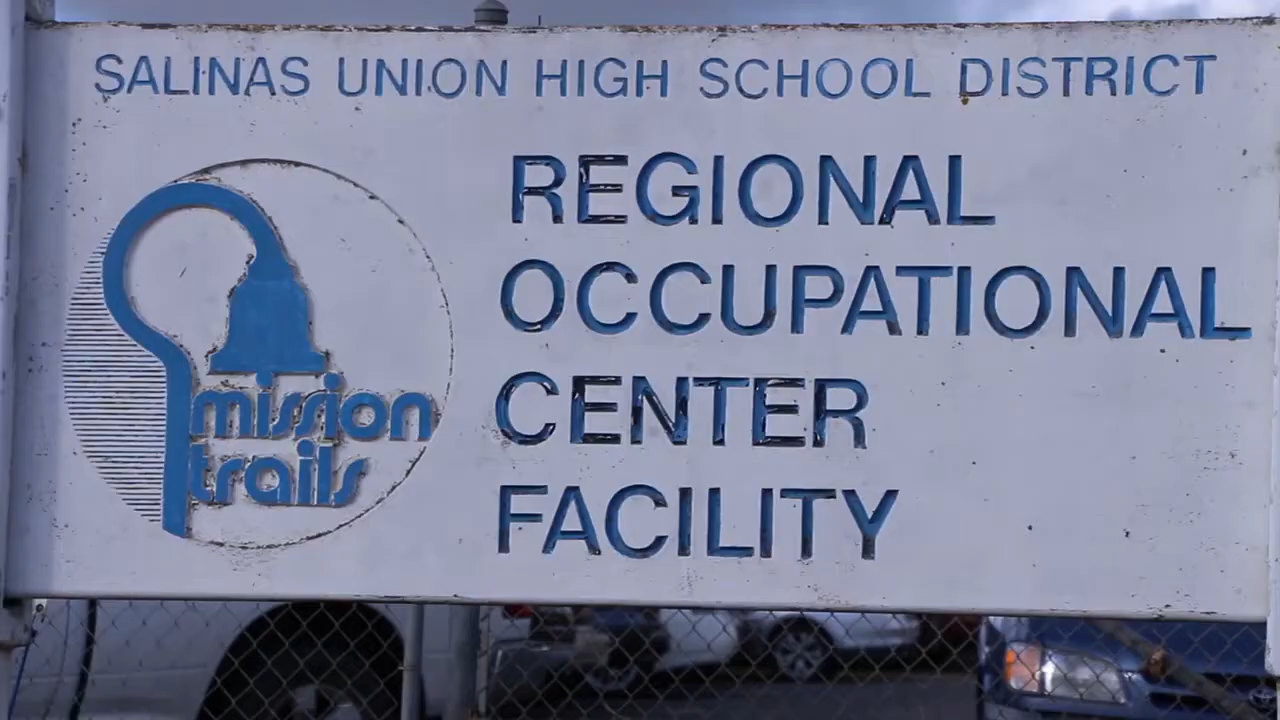 SALINAS UNION HIGH SCHOOL DISTRICT
REGIONAL
OCCUPATIONAL
CENTER
FACILITY
mission
trails